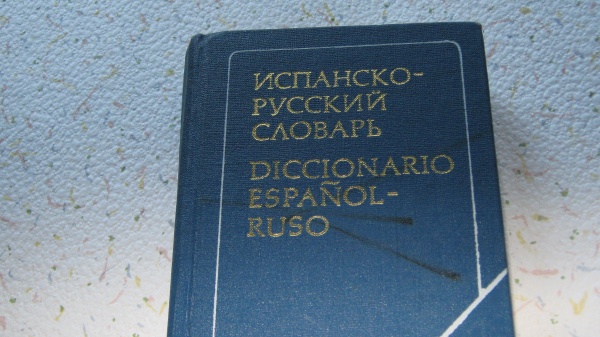 ИСПАНСКО-
РУССКИЙ
СЛОВАРЬ
DICCIONARIO
ESPAÑOL-
RUSO